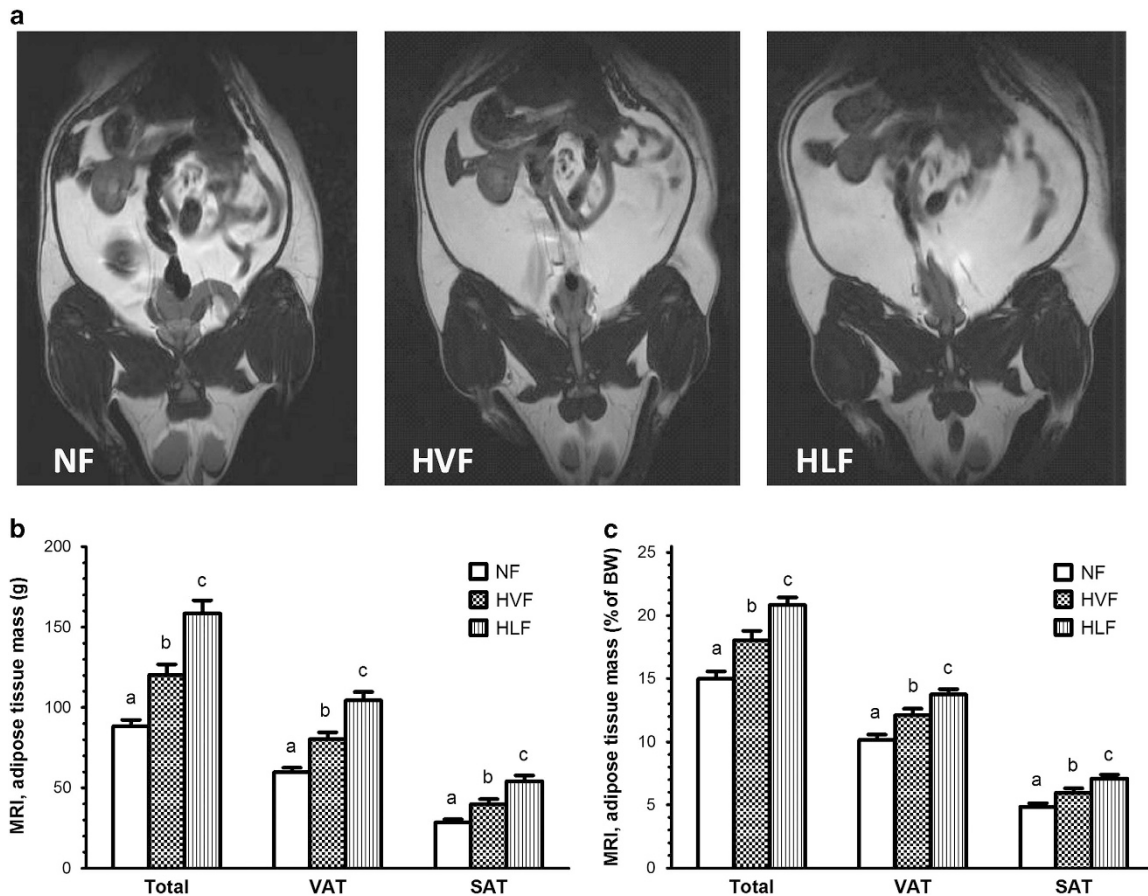 a
NF
HVF
HLF
b
MRI, adipose tissue mass (g)
200
150
100
50
0
NF
HVF
HLF
a
b
c
a
b
c
a
b
c
Total
VAT
SAT
c
MRI, adipose tissue mass (% of BW)
25
20
15
10
5
0
NF
HVF
HLF
a
b
c
a
b
c
a
b
c
Total
VAT
SAT